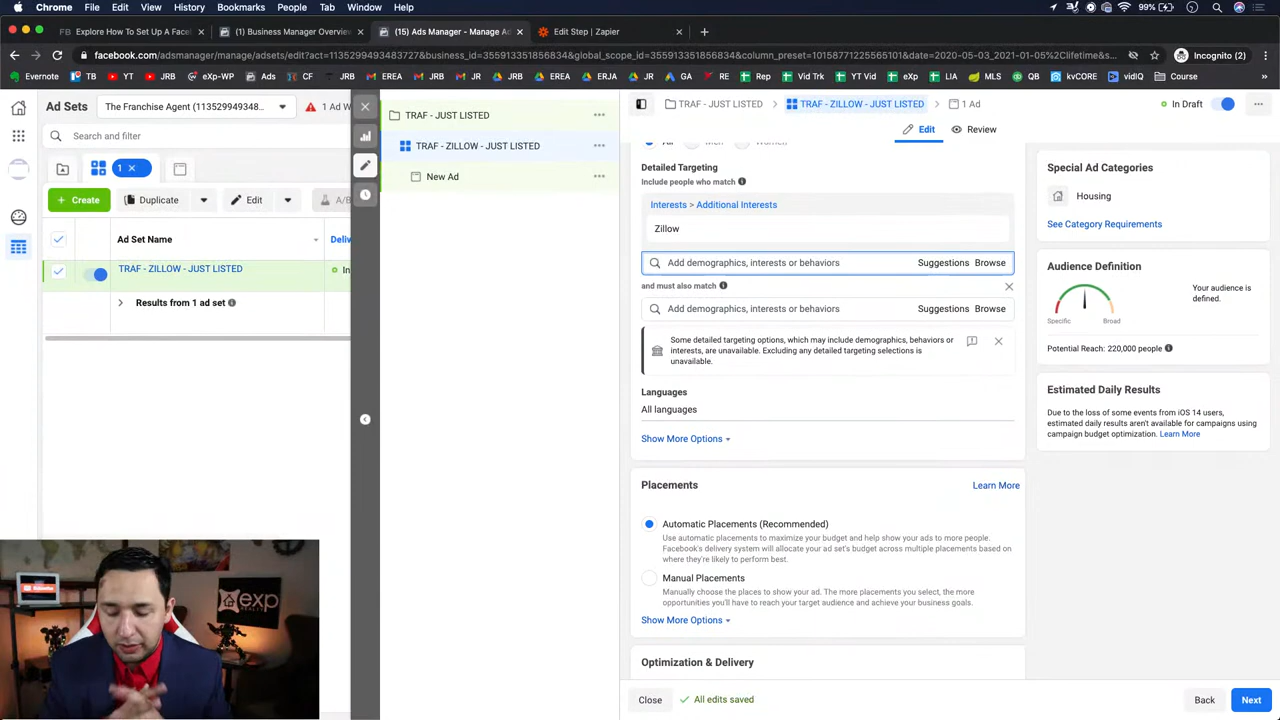 Chrome File Edit View History Bookmarks People Tab Window Help
100%
FB Explore How To Set Up A Face
(1) Business Manager Overview
(15) Ads Manager - Manage Ad
Edit Step | Zapier
facebook.com/adsmanager/manage/adsets/edit?act=113529949348...&business_id=355913184969361&global_scope_id=355913184969361&column_preset=10158771225565101&date=2020-05-03_2021-01-05%2Clifetime&s...
Incognito (2)
Evernote TB YT JRB exp-WP Ads JRB EREA JM JR EREA ERJA JR GA RE Rep YT Vid exp LIA MLS QB kvCORE vidIQ Course
Ad Sets
The Franchise Agent (113529949348...
1 Ad W
Search and filter
1
+ Create
Duplicate
Edit
A/B
Ad Set Name
Deliv
TRAF - ZILLOW - JUST LISTED
In
Results from 1 ad set
TRAF - JUST LISTED
TRAF - ZILLOW - JUST LISTED
New Ad
TRAF - JUST LISTED
TRAF - ZILLOW - JUST LISTED
1 Ad
In Draft
Edit
Review
All Men Women
Detailed Targeting
Include people who match
Interests > Additional Interests
Zillow
Add demographics, interests or behaviors Suggestions Browse
and must also match
Add demographics, interests or behaviors Suggestions Browse
Some detailed targeting options, which may include demographics, behaviors or
interests, are unavailable. Excluding any detailed targeting selections is
unavailable.
Languages
All languages
Show More Options
Placements
Learn More
Automatic Placements (Recommended)
Use automatic placements to maximize your budget and help show your ads to more people.
Facebook's delivery system will allocate your ad set's budget across multiple placements based on
where they're likely to perform best.
Manual Placements
Manually choose the places to show your ad. The more placements you select, the more
opportunities you'll have to reach your target audience and achieve your business goals.
Show More Options
Optimization & Delivery
Close
All edits saved
Back
Next
Special Ad Categories
Housing
See Category Requirements
Audience Definition
Your audience is
defined.
Specific
Broad
Potential Reach: 220,000 people
Estimated Daily Results
Due to the loss of some events from iOS 14 users,
estimated daily results aren't available for campaigns using
campaign budget optimization. Learn More
exp